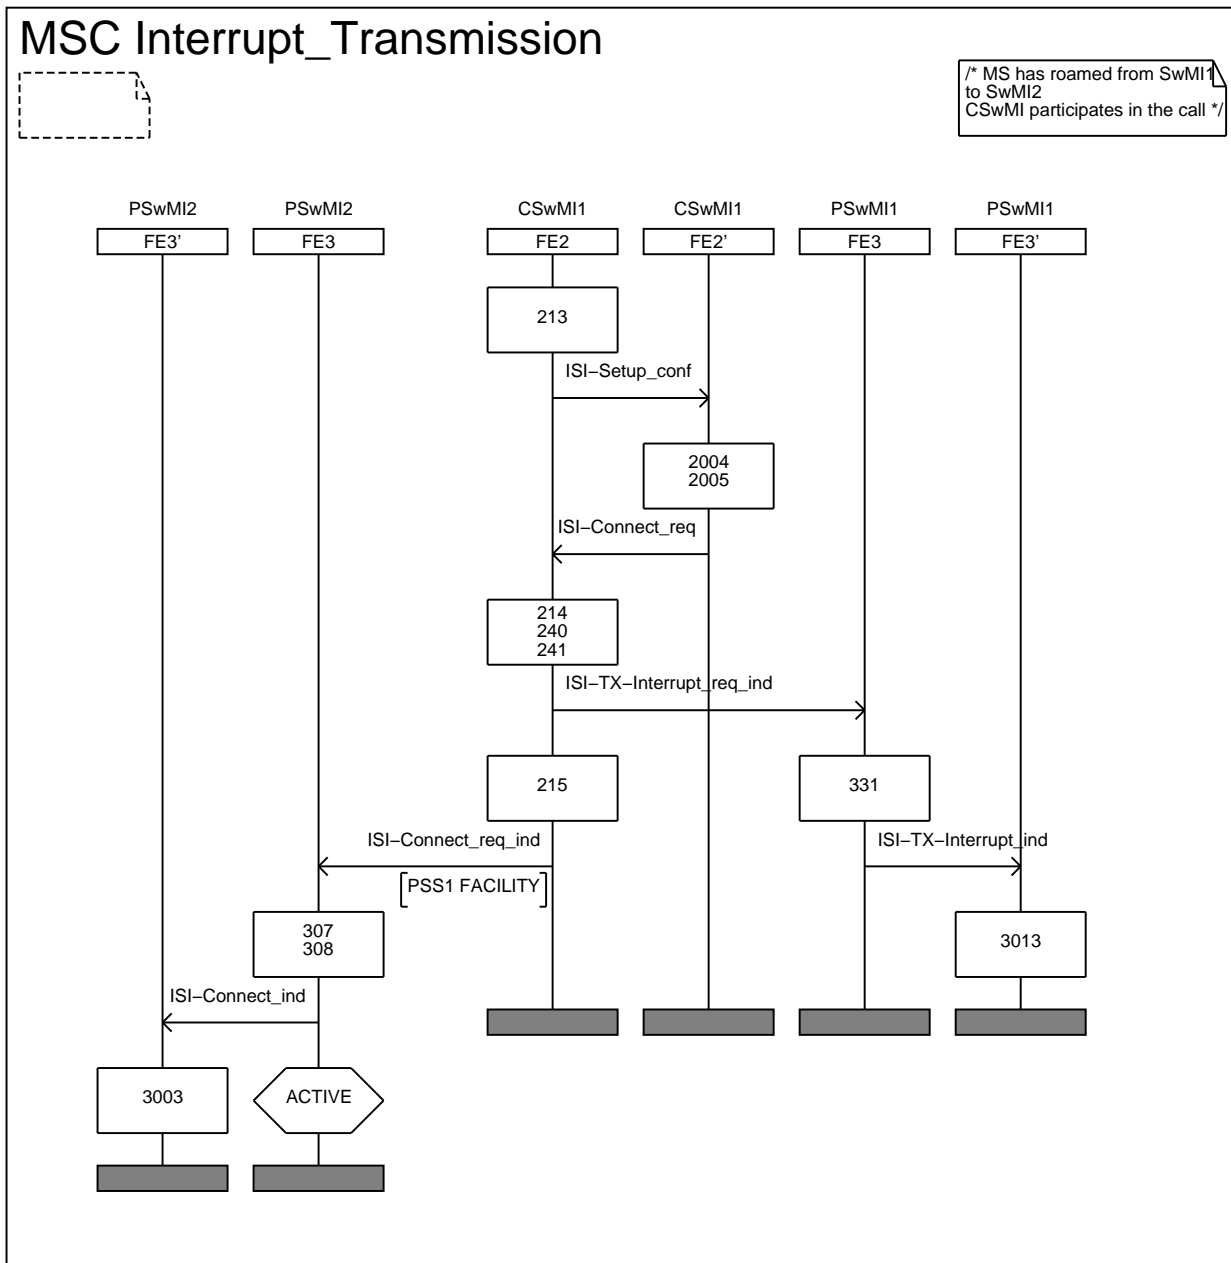 MSC Interrupt_Transmission
/* MS has roamed from SwMI1
to SwMI2
CSwMI participates in the call */
PSwMI2 PSwMI2 CSwMI1 CSwMI1 PSwMI1 PSwMI1
FE3' FE3 FE2 FE2' FE3 FE3'
213
ISI−Setup_conf
2004
2005
ISI−Connect_req
214
240
241
ISI−TX−Interrupt_req_ind
215 331
ISI−Connect_req_ind ISI−TX−Interrupt_ind
PSS1 FACILITY
307
308
3013
ISI−Connect_ind
3003 ACTIVE